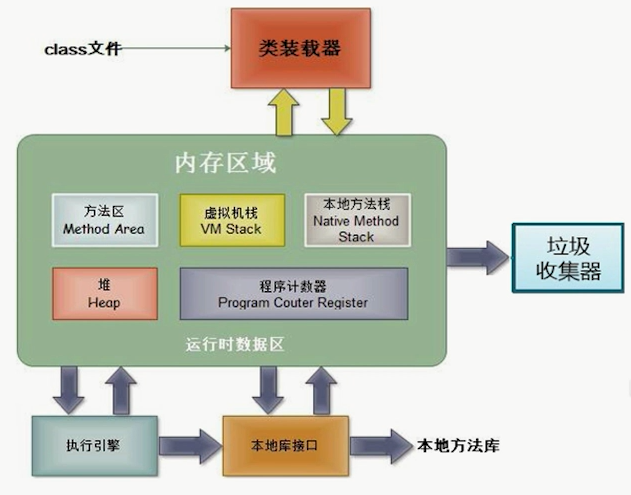 class文件
类装载器
内存区域
方法区
Method Area
虚拟机栈
VM Stack
本地方法栈
Native Method
Stack
堆
Heap
程序计数器
Program Couter Register
运行时数据区
垃圾
收集器
执行引擎
本地库接口
本地方法库